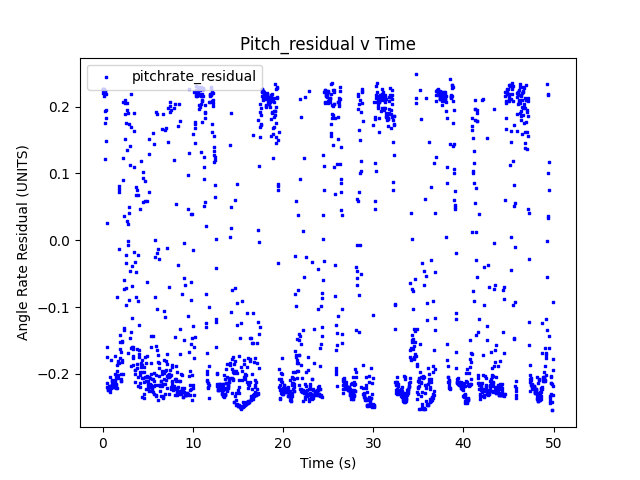 Pitch_residual v Time
pitchrate_residual
Angle Rate Residual (UNITS)
0.2
0.1
0.0
−0.1
−0.2
0 10 20 30 40 50
Time (s)